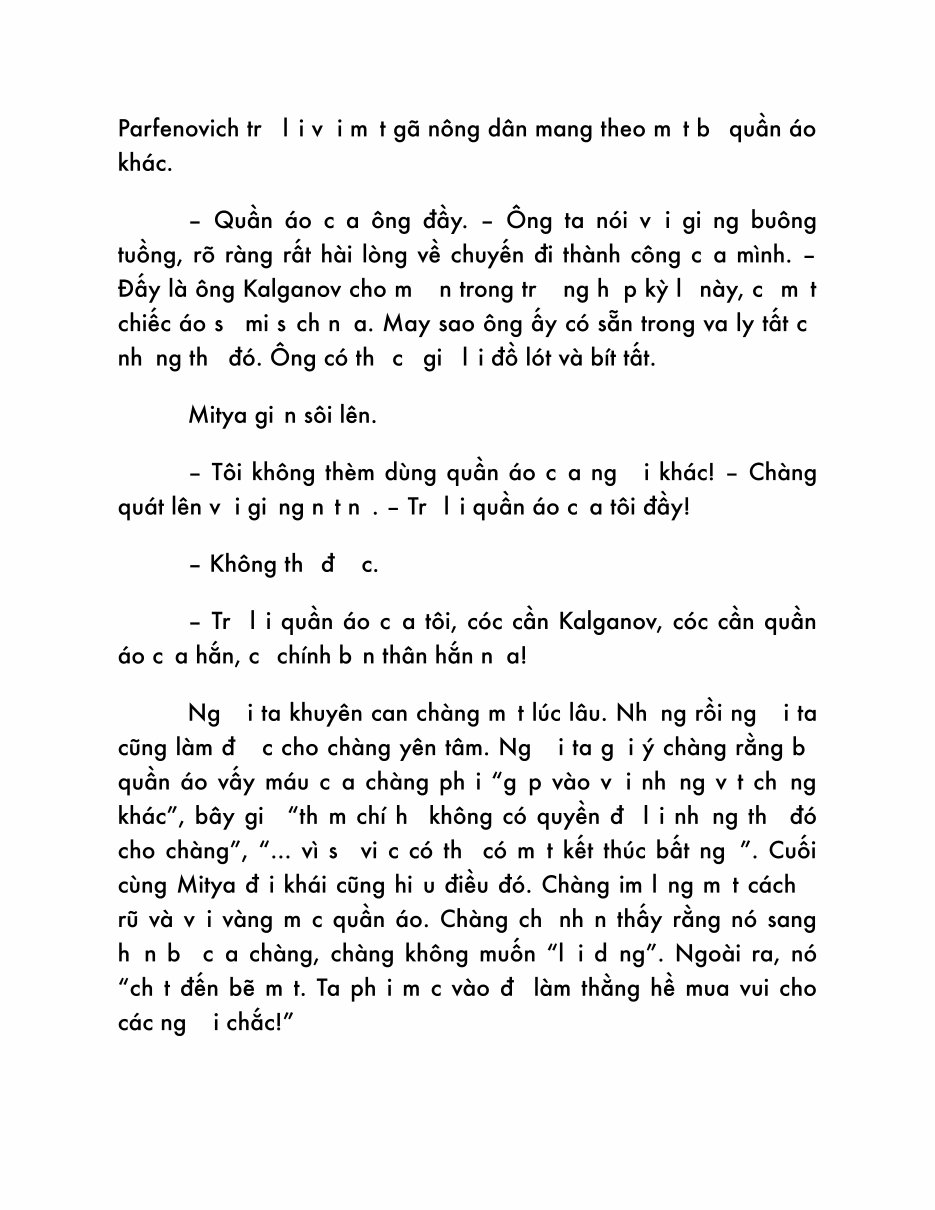 Parfenovich tr l i v i m t gã nông dân mang theo m t b quần áo
khác.
– Quần áo c a ông đầy. – Ông ta nói v i gi ng buông
tuồng, rõ ràng rất hài lòng về chuyến đi thành công c a mình. –
Đấy là ông Kalganov cho m n trong tr ng h p kỳ l này, c m t
chiếc áo s mi s ch n a. May sao ông ấy có sẵn trong va ly tất c
nh ng th đó. Ông có th c gi l i đồ lót và bít tất.
Mitya gi n sôi lên.
– Tôi không thèm dùng quần áo c a ng i khác! – Chàng
quát lên v i gi ng n t n . – Tr l i quần áo c a tôi đầy!
– Không th đ c.
– Tr l i quần áo c a tôi, cóc cần Kalganov, cóc cần quần
áo c a hắn, c chính b n thân hắn n a!
Ng i ta khuyên can chàng m t lúc lâu. Nh ng rồi ng i ta
cũng làm đ c cho chàng yên tâm. Ng i ta g i ý chàng rằng b
quần áo vấy máu c a chàng ph i “g p vào v i nh ng v t ch ng
khác”, bây gi “th m chí h không có quyền đ l i nh ng th đó
cho chàng”, “... vì s vi c có th có m t kết thúc bất ng ”. Cuối
cùng Mitya đ i khái cũng hi u điều đó. Chàng im l ng m t cách
rũ và v i vàng m c quần áo. Chàng ch nh n thấy rằng nó sang
h n b c a chàng, chàng không muốn “l i d ng”. Ngoài ra, nó
“ch t đến bẽ m t. Ta ph i m c vào đ làm thằng hề mua vui cho
các ng i chắc!”